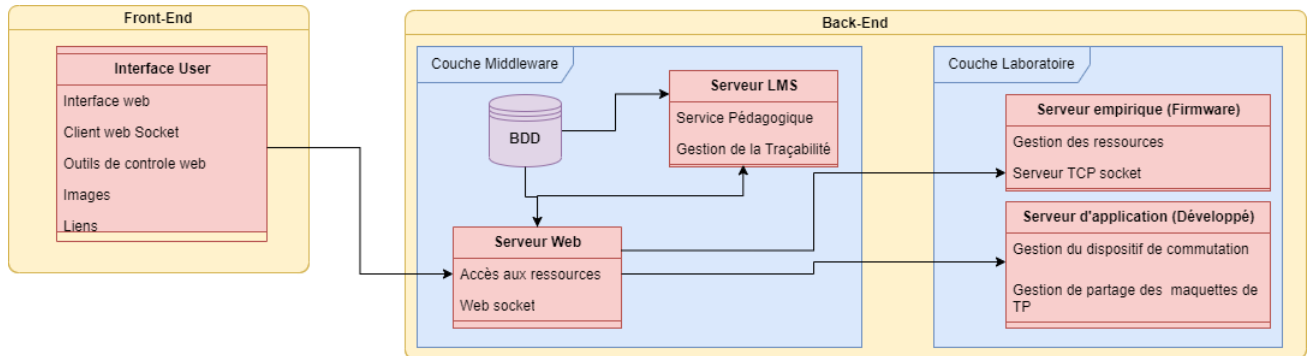 Front-End
Interface User
Interface web
Client web Socket
Outils de controle web
Images
Liens
Back-End
Couche Middleware
BDD
Serveur LMS
Service Pédagogique
Gestion de la Traçabilité
Serveur Web
Accès aux ressources
Web socket
Couche Laboratoire
Serveur empirique (Firmware)
Gestion des ressources
Serveur TCP socket
Serveur d'application (Développé)
Gestion du dispositif de commutation
Gestion de partage des maquettes de
TP